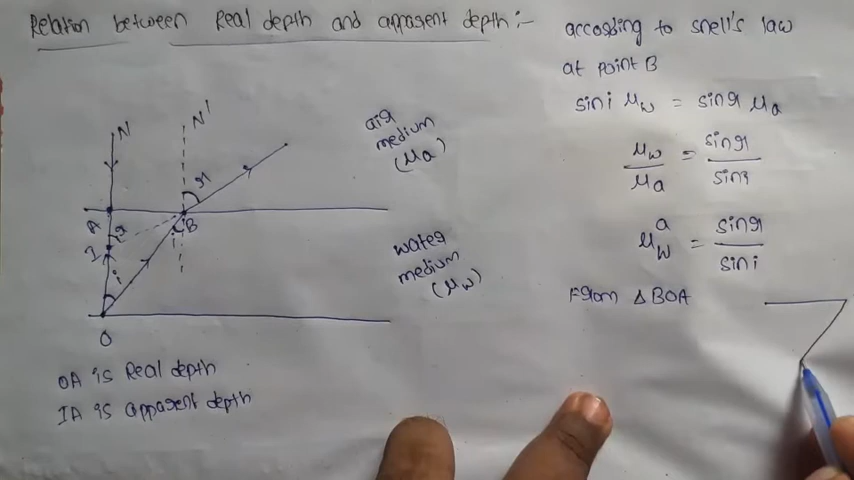 Relation between Real depth and apparent depth :-
according to snell's law
at point B
sin i μw = sin r μa
μw / μa = sin r / sin i
μw^a = sin r / sin i
From Δ BOA
N
N'
air
medium
(μa)
r
A
B
r
i
I
i
water
medium
(μw)
O
OA is Real depth
IA is apparent depth